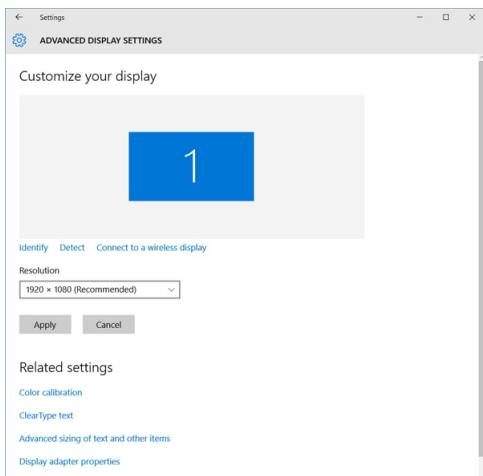 Settings
ADVANCED DISPLAY SETTINGS
Customize your display
1
Identify Detect Connect to a wireless display
Resolution
1920 × 1080 (Recommended)
Apply Cancel
Related settings
Color calibration
ClearType text
Advanced sizing of text and other items
Display adapter properties